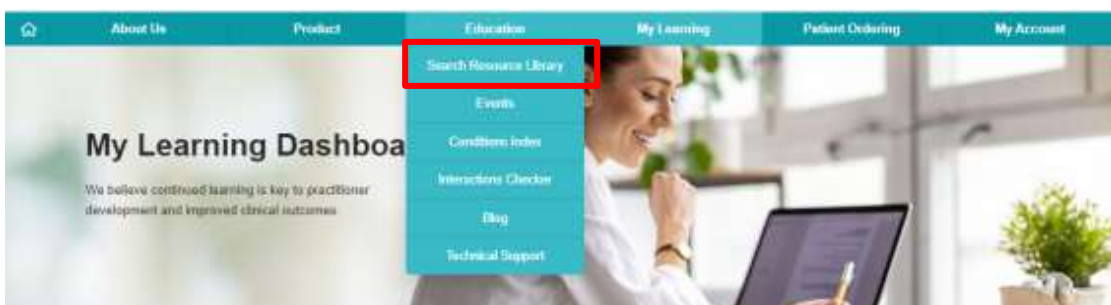 About Us
Product
Education
My Learning
Patient Ordering
My Account
Search Resource Library
Events
Conditions Index
Interactions Checker
Blog
Technical Support
My Learning Dashboa
We believe continued learning is key to practitioner
development and improved clinical outcomes